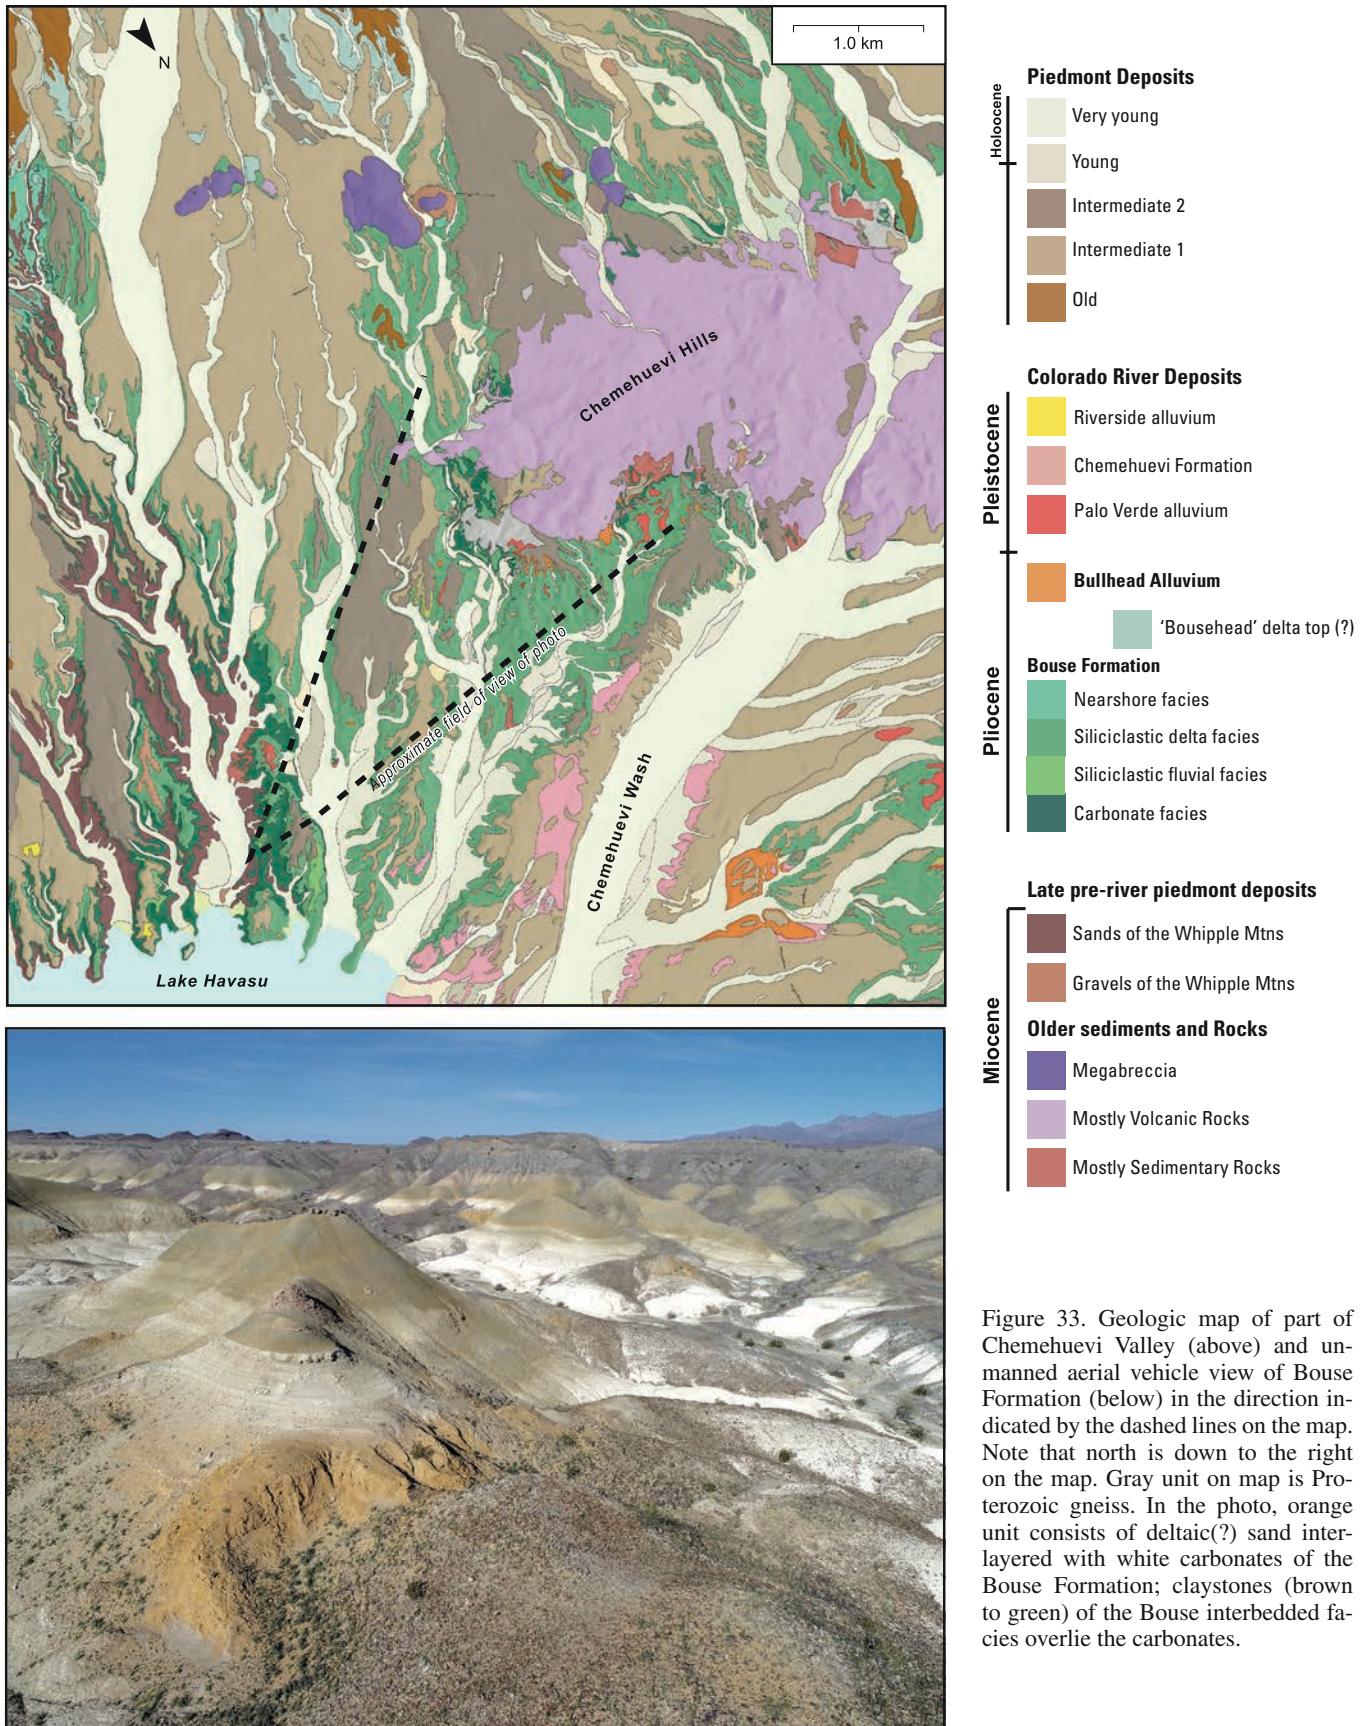 N
1.0 km
Chemehuevi Hills
Approximate field of view of photo
Chemehuevi Wash
Lake Havasu
Piedmont Deposits
Holoocene
Very young
Young
Intermediate 2
Intermediate 1
Old
Colorado River Deposits
Pleistocene
Riverside alluvium
Chemehuevi Formation
Palo Verde alluvium
Pliocene
Bullhead Alluvium
‘Bousehead’ delta top (?)
Bouse Formation
Nearshore facies
Siliciclastic delta facies
Siliciclastic fluvial facies
Carbonate facies
Late pre-river piedmont deposits
Miocene
Sands of the Whipple Mtns
Gravels of the Whipple Mtns
Older sediments and Rocks
Megabreccia
Mostly Volcanic Rocks
Mostly Sedimentary Rocks
Figure 33. Geologic map of part of
Chemehuevi Valley (above) and un-
manned aerial vehicle view of Bouse
Formation (below) in the direction in-
dicated by the dashed lines on the map.
Note that north is down to the right
on the map. Gray unit on map is Pro-
terozoic gneiss. In the photo, orange
unit consists of deltaic(?) sand inter-
layered with white carbonates of the
Bouse Formation; claystones (brown
to green) of the Bouse interbedded fa-
cies overlie the carbonates.